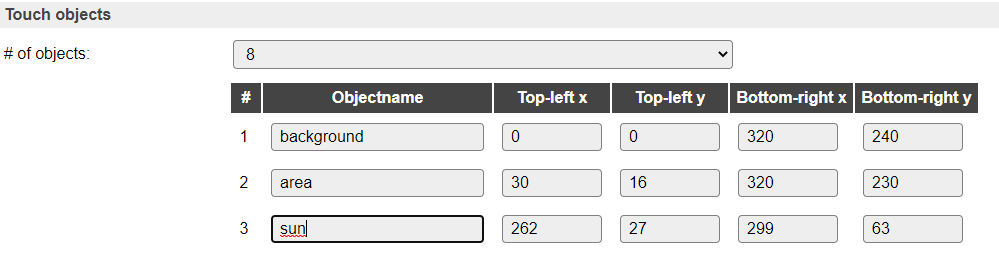 Touch objects
# of objects: 8
# Objectname Top-left x Top-left y Bottom-right x Bottom-right y
1 background 0 0 320 240
2 area 30 16 320 230
3 sun 262 27 299 63